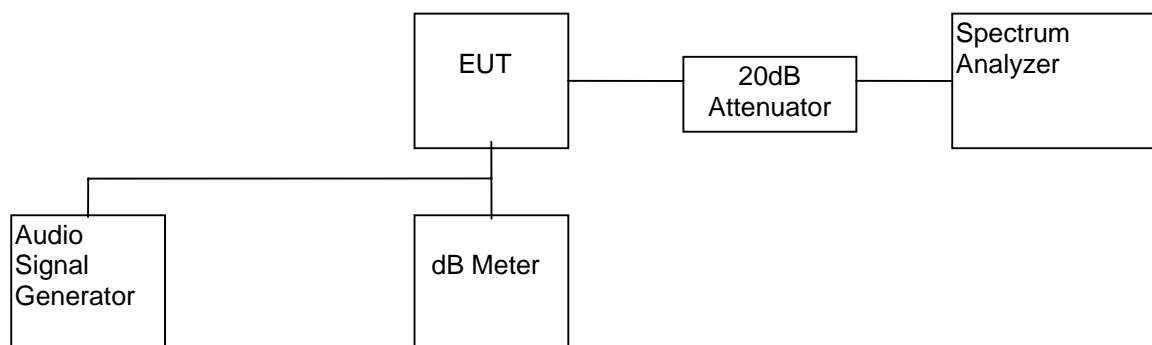 EUT
20dB
Attenuator
Spectrum
Analyzer
Audio
Signal
Generator
dB Meter